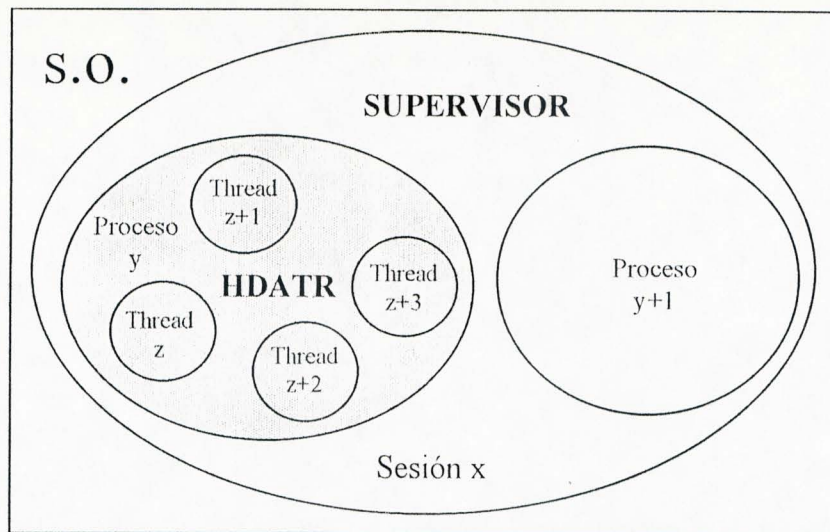 S.O.
SUPERVISOR
Thread
z+1
Proceso
y
HDATR
Thread
z+3
Thread
z
Thread
z+2
Proceso
y+1
Sesión x